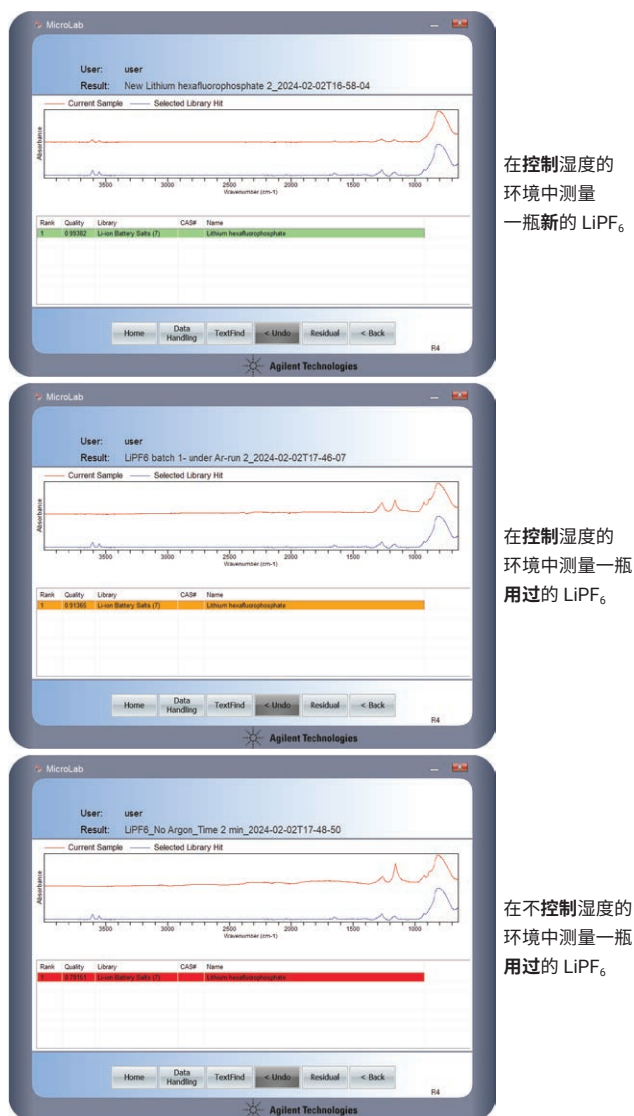 MicroLab
User: user
Result: New Lithium hexafluorophosphate 2_2024-02-02T16-58-04
Current Sample Selected Library Hit
Absorbance
3500 3000 2500 2000 1500 1000
Wavenumber (cm-1)
Rank Quality Library CAS# Name
1 0.99382 Li-ion Battery Salts (7) Lithium hexafluorophosphate
Home Data Handling TextFind < Undo Residual < Back
R4
Agilent Technologies
在控制湿度的
环境中测量
一瓶新的 LiPF₆
MicroLab
User: user
Result: LiPF6 batch 1- under Ar-run 2_2024-02-02T17-46-07
Current Sample Selected Library Hit
Absorbance
3500 3000 2500 2000 1500 1000
Wavenumber (cm-1)
Rank Quality Library CAS# Name
1 0.91365 Li-ion Battery Salts (7) Lithium hexafluorophosphate
Home Data Handling TextFind < Undo Residual < Back
R4
Agilent Technologies
在控制湿度的
环境中测量一瓶
用过的 LiPF₆
MicroLab
User: user
Result: LiPF6_No Argon_Time 2 min_2024-02-02T17-48-50
Current Sample Selected Library Hit
Absorbance
3500 3000 2500 2000 1500 1000
Wavenumber (cm-1)
Rank Quality Library CAS# Name
1 Li-ion Battery Salts (7) Lithium hexafluorophosphate
Home Data Handling TextFind < Undo Residual < Back
R4
Agilent Technologies
在不控制湿度的
环境中测量一瓶
用过的 LiPF₆